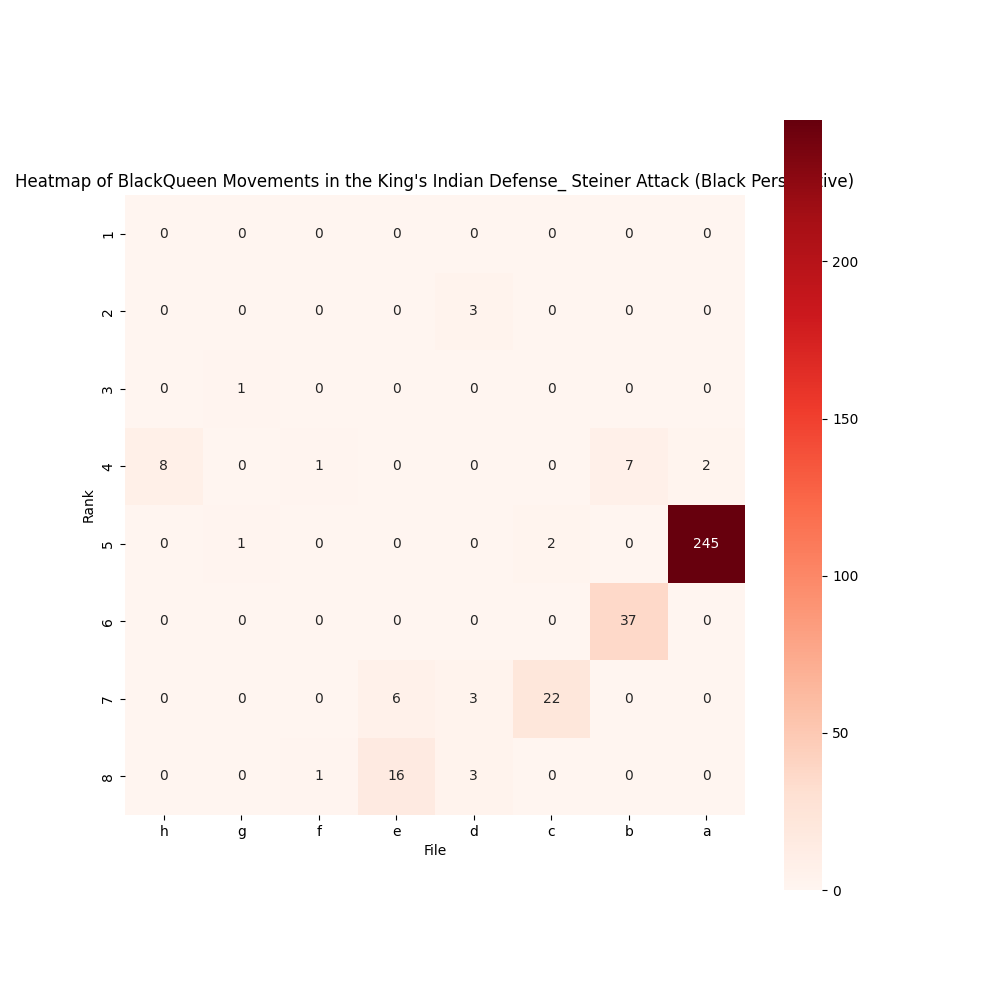 Heatmap of BlackQueen Movements in the King's Indian Defense_ Steiner Attack (Black Perspective)
1 0 0 0 0 0 0 0 0
2 0 0 0 0 3 0 0 0
3 0 1 0 0 0 0 0 0
4 8 0 1 0 0 0 7 2
5 0 1 0 0 0 2 0 245
6 0 0 0 0 0 0 37 0
7 0 0 0 6 3 22 0 0
8 0 0 1 16 3 0 0 0
h g f e d c b a
File
Rank
200
150
100
50
0